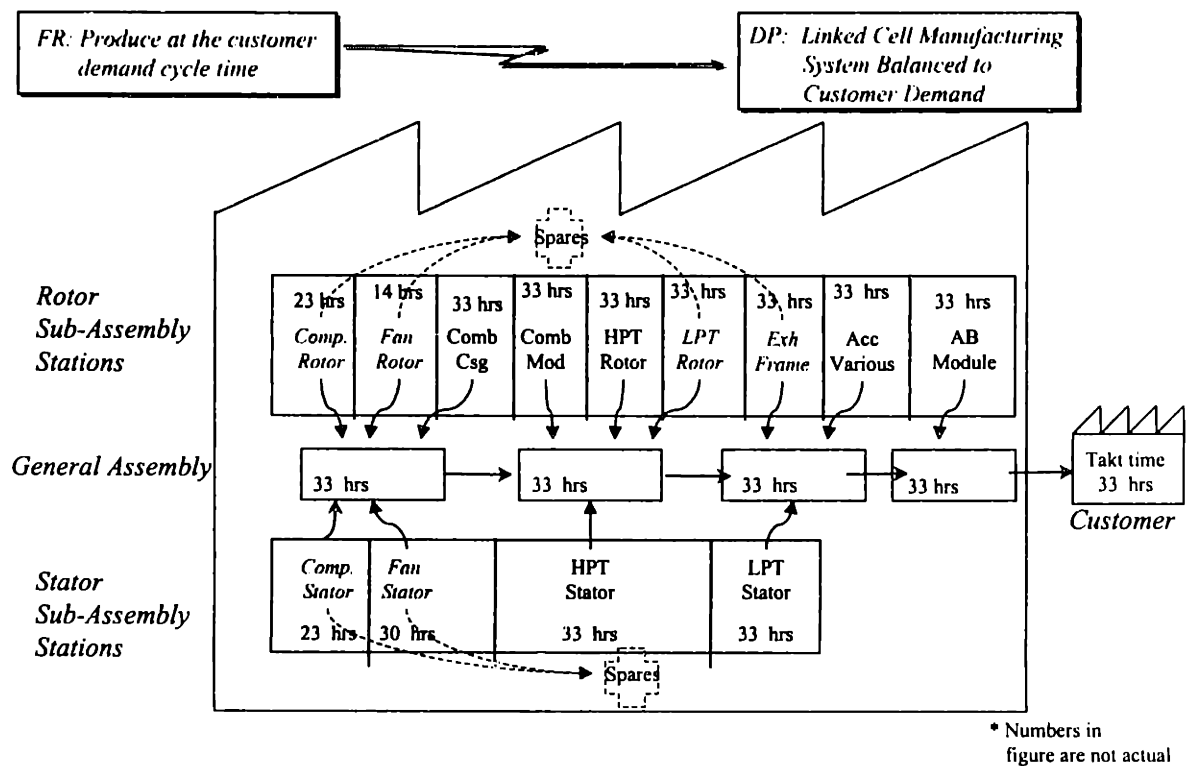 FR: Produce at the customer
demand cycle time
DP: Linked Cell Manufacturing
System Balanced to
Customer Demand
Spares
Rotor
Sub-Assembly
Stations
23 hrs
Comp.
Rotor
14 hrs
Fan
Rotor
33 hrs
Comb
Csg
33 hrs
Comb
Mod
33 hrs
HPT
Rotor
33 hrs
LPT
Rotor
33 hrs
Exh
Frame
33 hrs
Acc
Various
33 hrs
AB
Module
General Assembly
33 hrs
33 hrs
33 hrs
33 hrs
Takt time
33 hrs
Customer
Stator
Sub-Assembly
Stations
Comp.
Stator
23 hrs
Fan
Stator
30 hrs
HPT
Stator
33 hrs
LPT
Stator
33 hrs
Spares
* Numbers in
figure are not actual